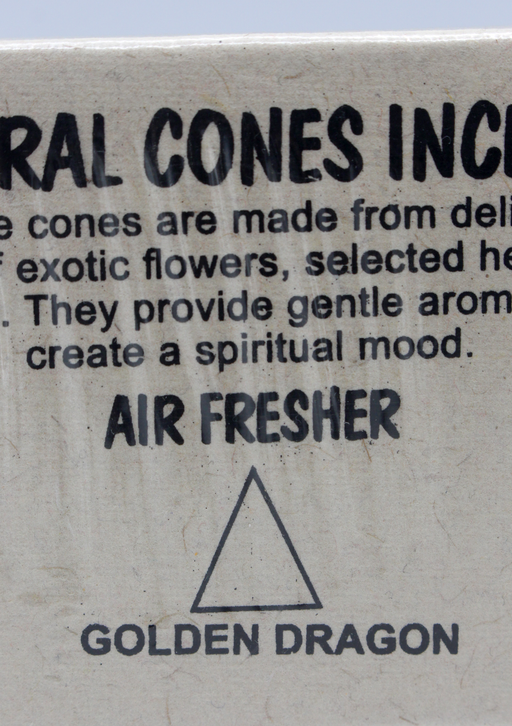 RAL CONES INC
e cones are made from deli
f exotic flowers, selected he
. They provide gentle arom
create a spiritual mood.
AIR FRESHER
GOLDEN DRAGON